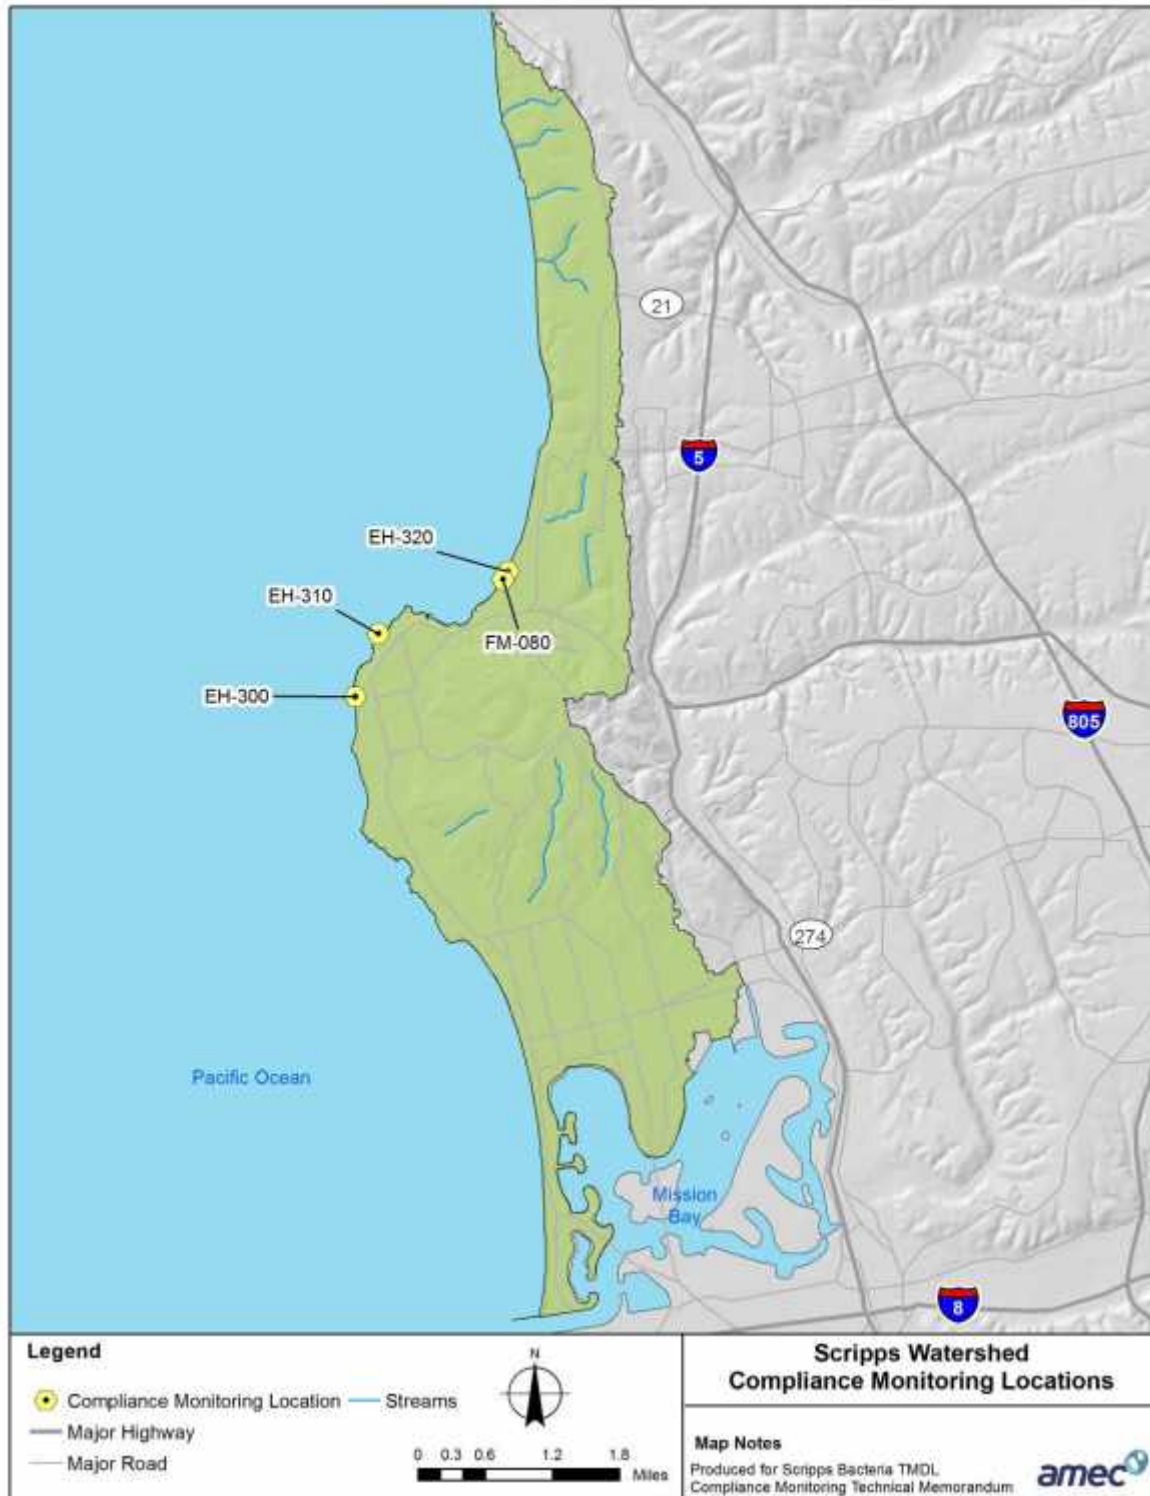 21
5
EH-320
EH-310
FM-080
EH-300
805
274
Pacific Ocean
Mission
Bay
8
Legend
Compliance Monitoring Location
Streams
Major Highway
Major Road
N
0 0.3 0.6 1.2 1.8
Miles
Scripps Watershed
Compliance Monitoring Locations
Map Notes
Produced for Scripps Bacteria TMDL
Compliance Monitoring Technical Memorandum
amec